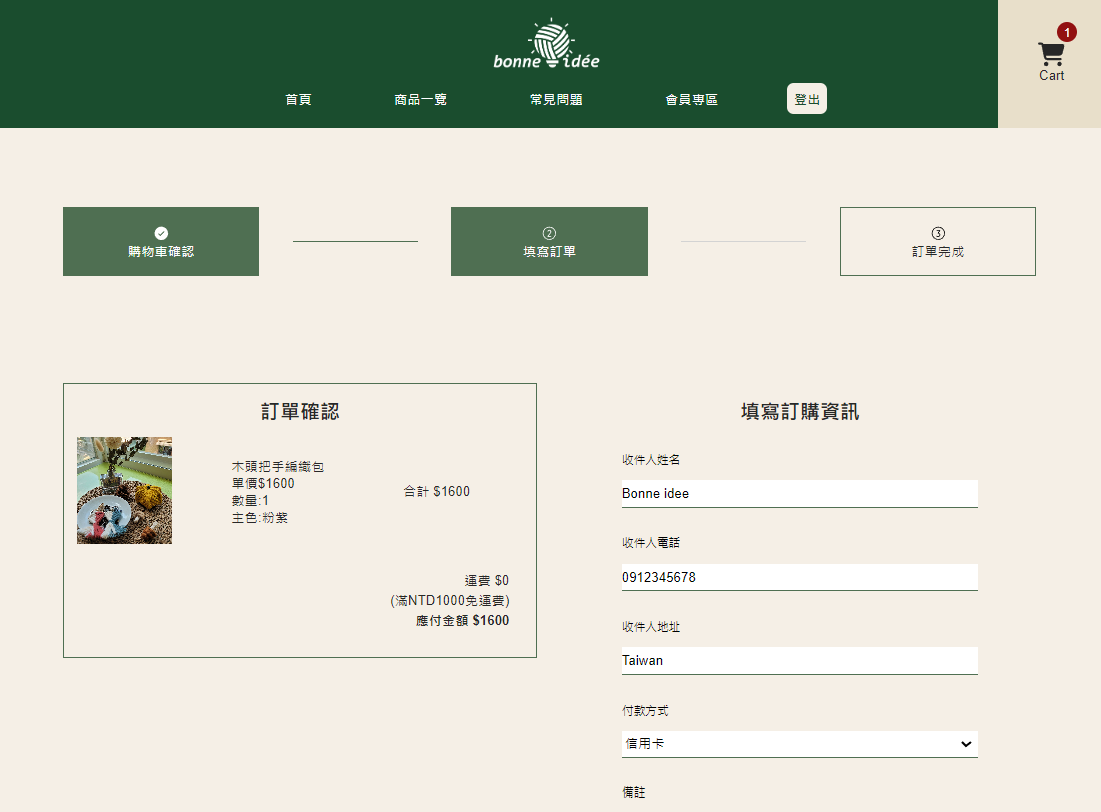 bonne idée
首頁
商品一覽
常見問題
會員專區
登出
1
Cart
購物車確認
②
填寫訂單
③
訂單完成
訂單確認
木頭把手編織包
單價$1600
數量:1
主色:粉紫
合計 $1600
運費 $0
(滿NTD1000免運費)
應付金額 $1600
填寫訂購資訊
收件人姓名
Bonne idee
收件人電話
0912345678
收件人地址
Taiwan
付款方式
信用卡
備註